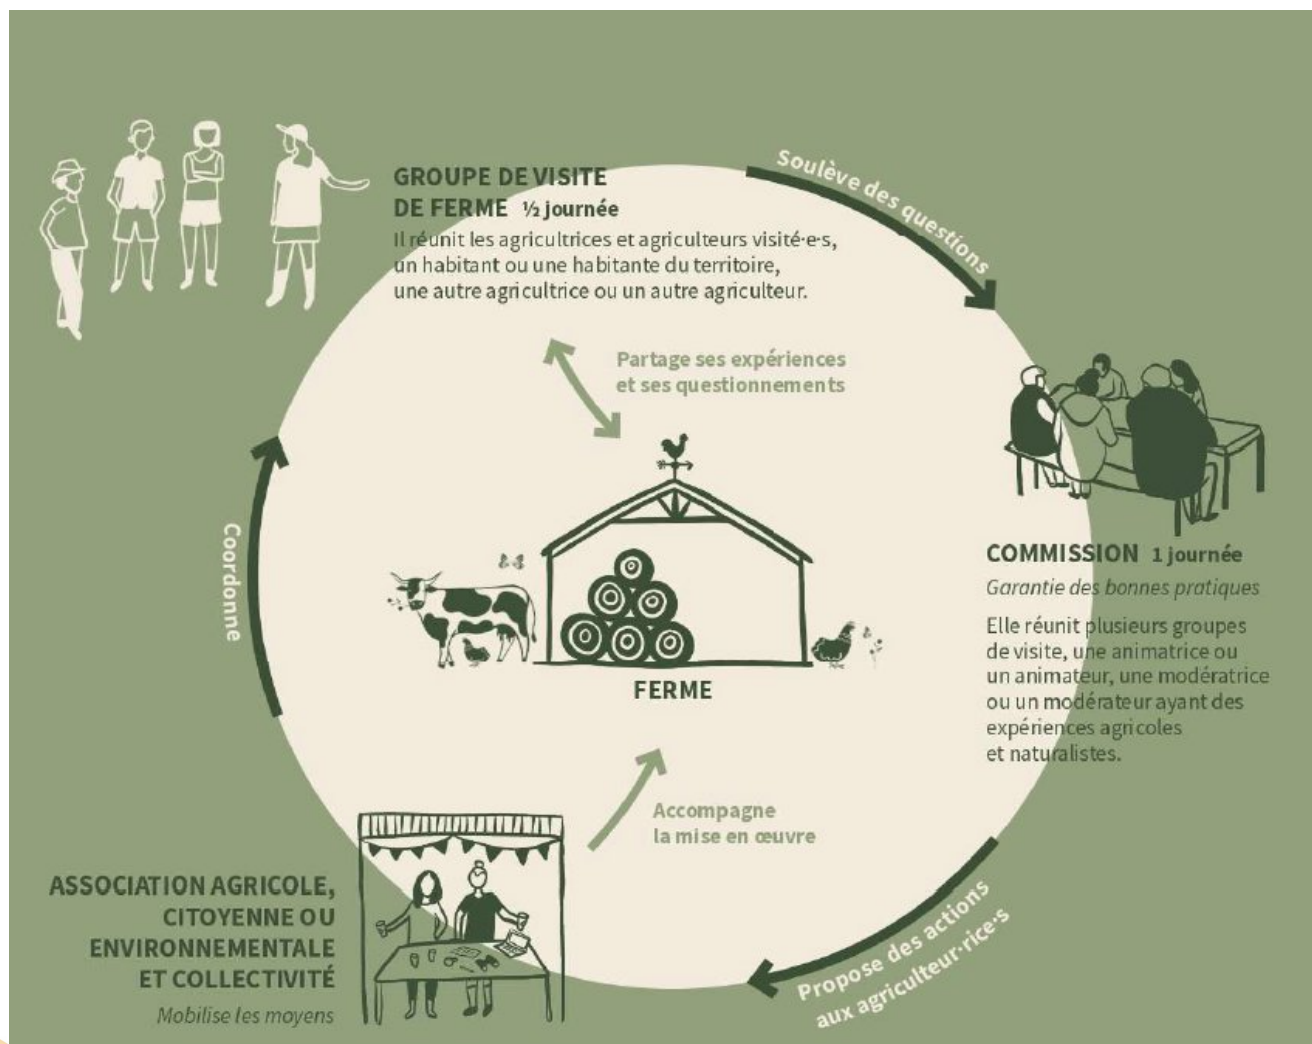 GROUPE DE VISITE
DE FERME ½ journée
Il réunit les agricultrices et agriculteurs visité·e·s,
un habitant ou une habitante du territoire,
une autre agricultrice ou un autre agriculteur.
Soulève des questions
Partage ses expériences
et ses questionnements
COMMISSION 1 journée
Garantie des bonnes pratiques
Elle réunit plusieurs groupes
de visite, une animatrice ou
un animateur, une modératrice
ou un modérateur ayant des
expériences agricoles
et naturalistes.
Coordonne
FERME
Accompagne
la mise en œuvre
Propose des actions
aux agriculteur·rice·s
ASSOCIATION AGRICOLE,
CITOYENNE OU
ENVIRONNEMENTALE
ET COLLECTIVITÉ
Mobilise les moyens